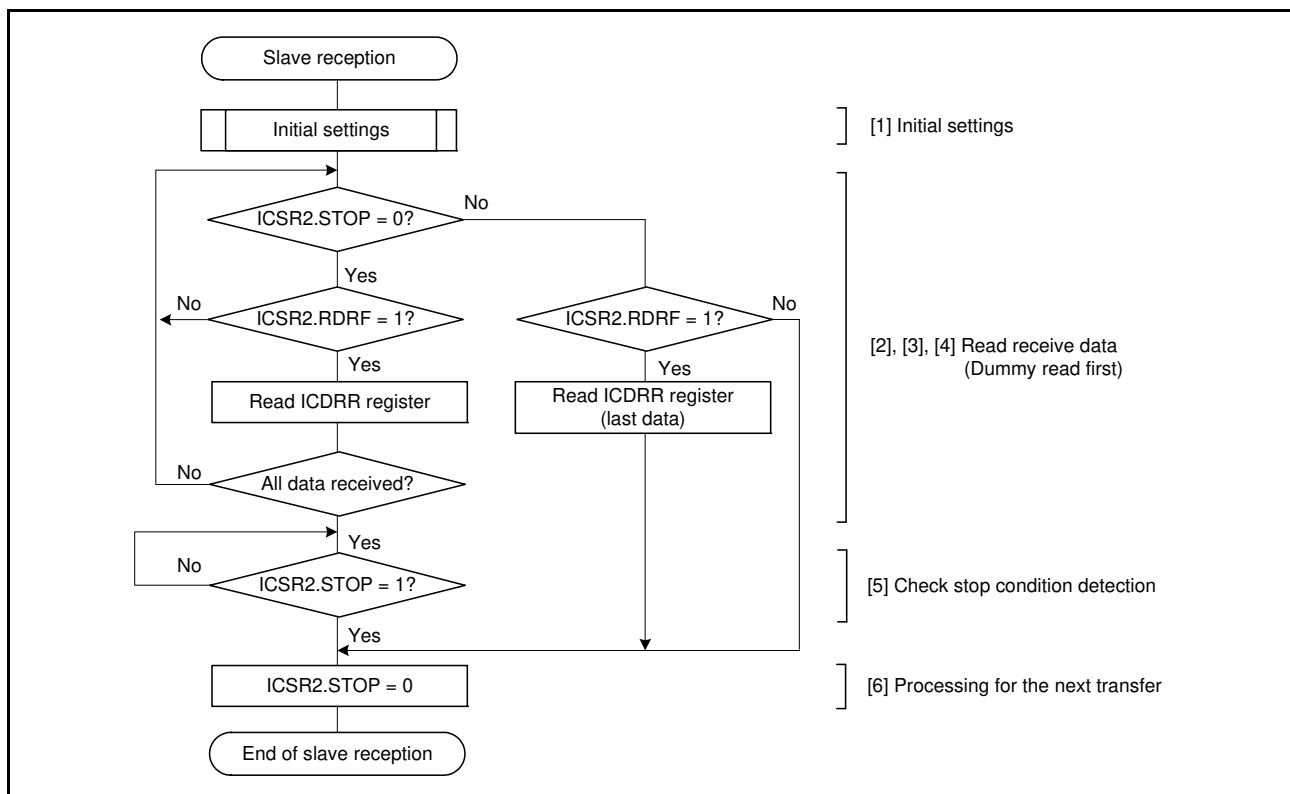 Slave reception
Initial settings
[1] Initial settings
ICSR2.STOP = 0?
No
Yes
No
ICSR2.RDRF = 1?
ICSR2.RDRF = 1?
No
[2], [3], [4] Read receive data
(Dummy read first)
Yes
Yes
Read ICDRR register
Read ICDRR register
(last data)
No
All data received?
Yes
No
ICSR2.STOP = 1?
[5] Check stop condition detection
Yes
ICSR2.STOP = 0
[6] Processing for the next transfer
End of slave reception